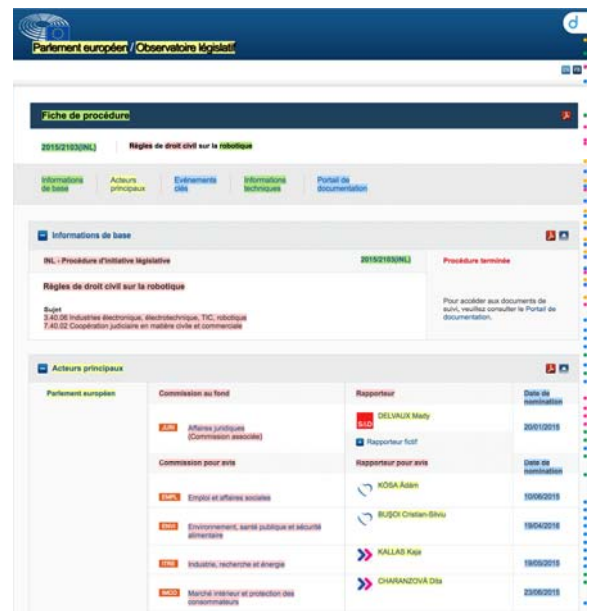 Parlement européen / Observatoire législatif
EN FR
Fiche de procédure
2015/2103(INL) Règles de droit civil sur la robotique
Informations de base
Acteurs principaux
Evénements clés
Informations techniques
Portail de documentation
Informations de base
INL - Procédure d'initiative législative 2015/2103(INL) Procédure terminée
Règles de droit civil sur la robotique
Sujet
3.40.06 Industries électronique, électrotechnique, TIC, robotique
7.40.02 Coopération judiciaire en matière civile et commerciale
Pour accéder aux documents de
suivi, veuillez consulter le Portail de
documentation.
Acteurs principaux
Parlement européen Commission au fond Rapporteur Date de
nomination
JURI Affaires juridiques
(Commission associée)
S&D DELVAUX Mady 20/01/2015
Rapporteur fictif
Commission pour avis Rapporteur pour avis Date de
nomination
EMPL Emploi et affaires sociales KÓSA Ádám 10/06/2015
ENVI Environnement, santé publique et sécurité
alimentaire
BUŞOI Cristian-Silviu 19/04/2016
ITRE Industrie, recherche et énergie KALLAS Kaja
IMCO Marché intérieur et protection des
consommateurs
CHARANZOVÁ Dita 23/06/2015